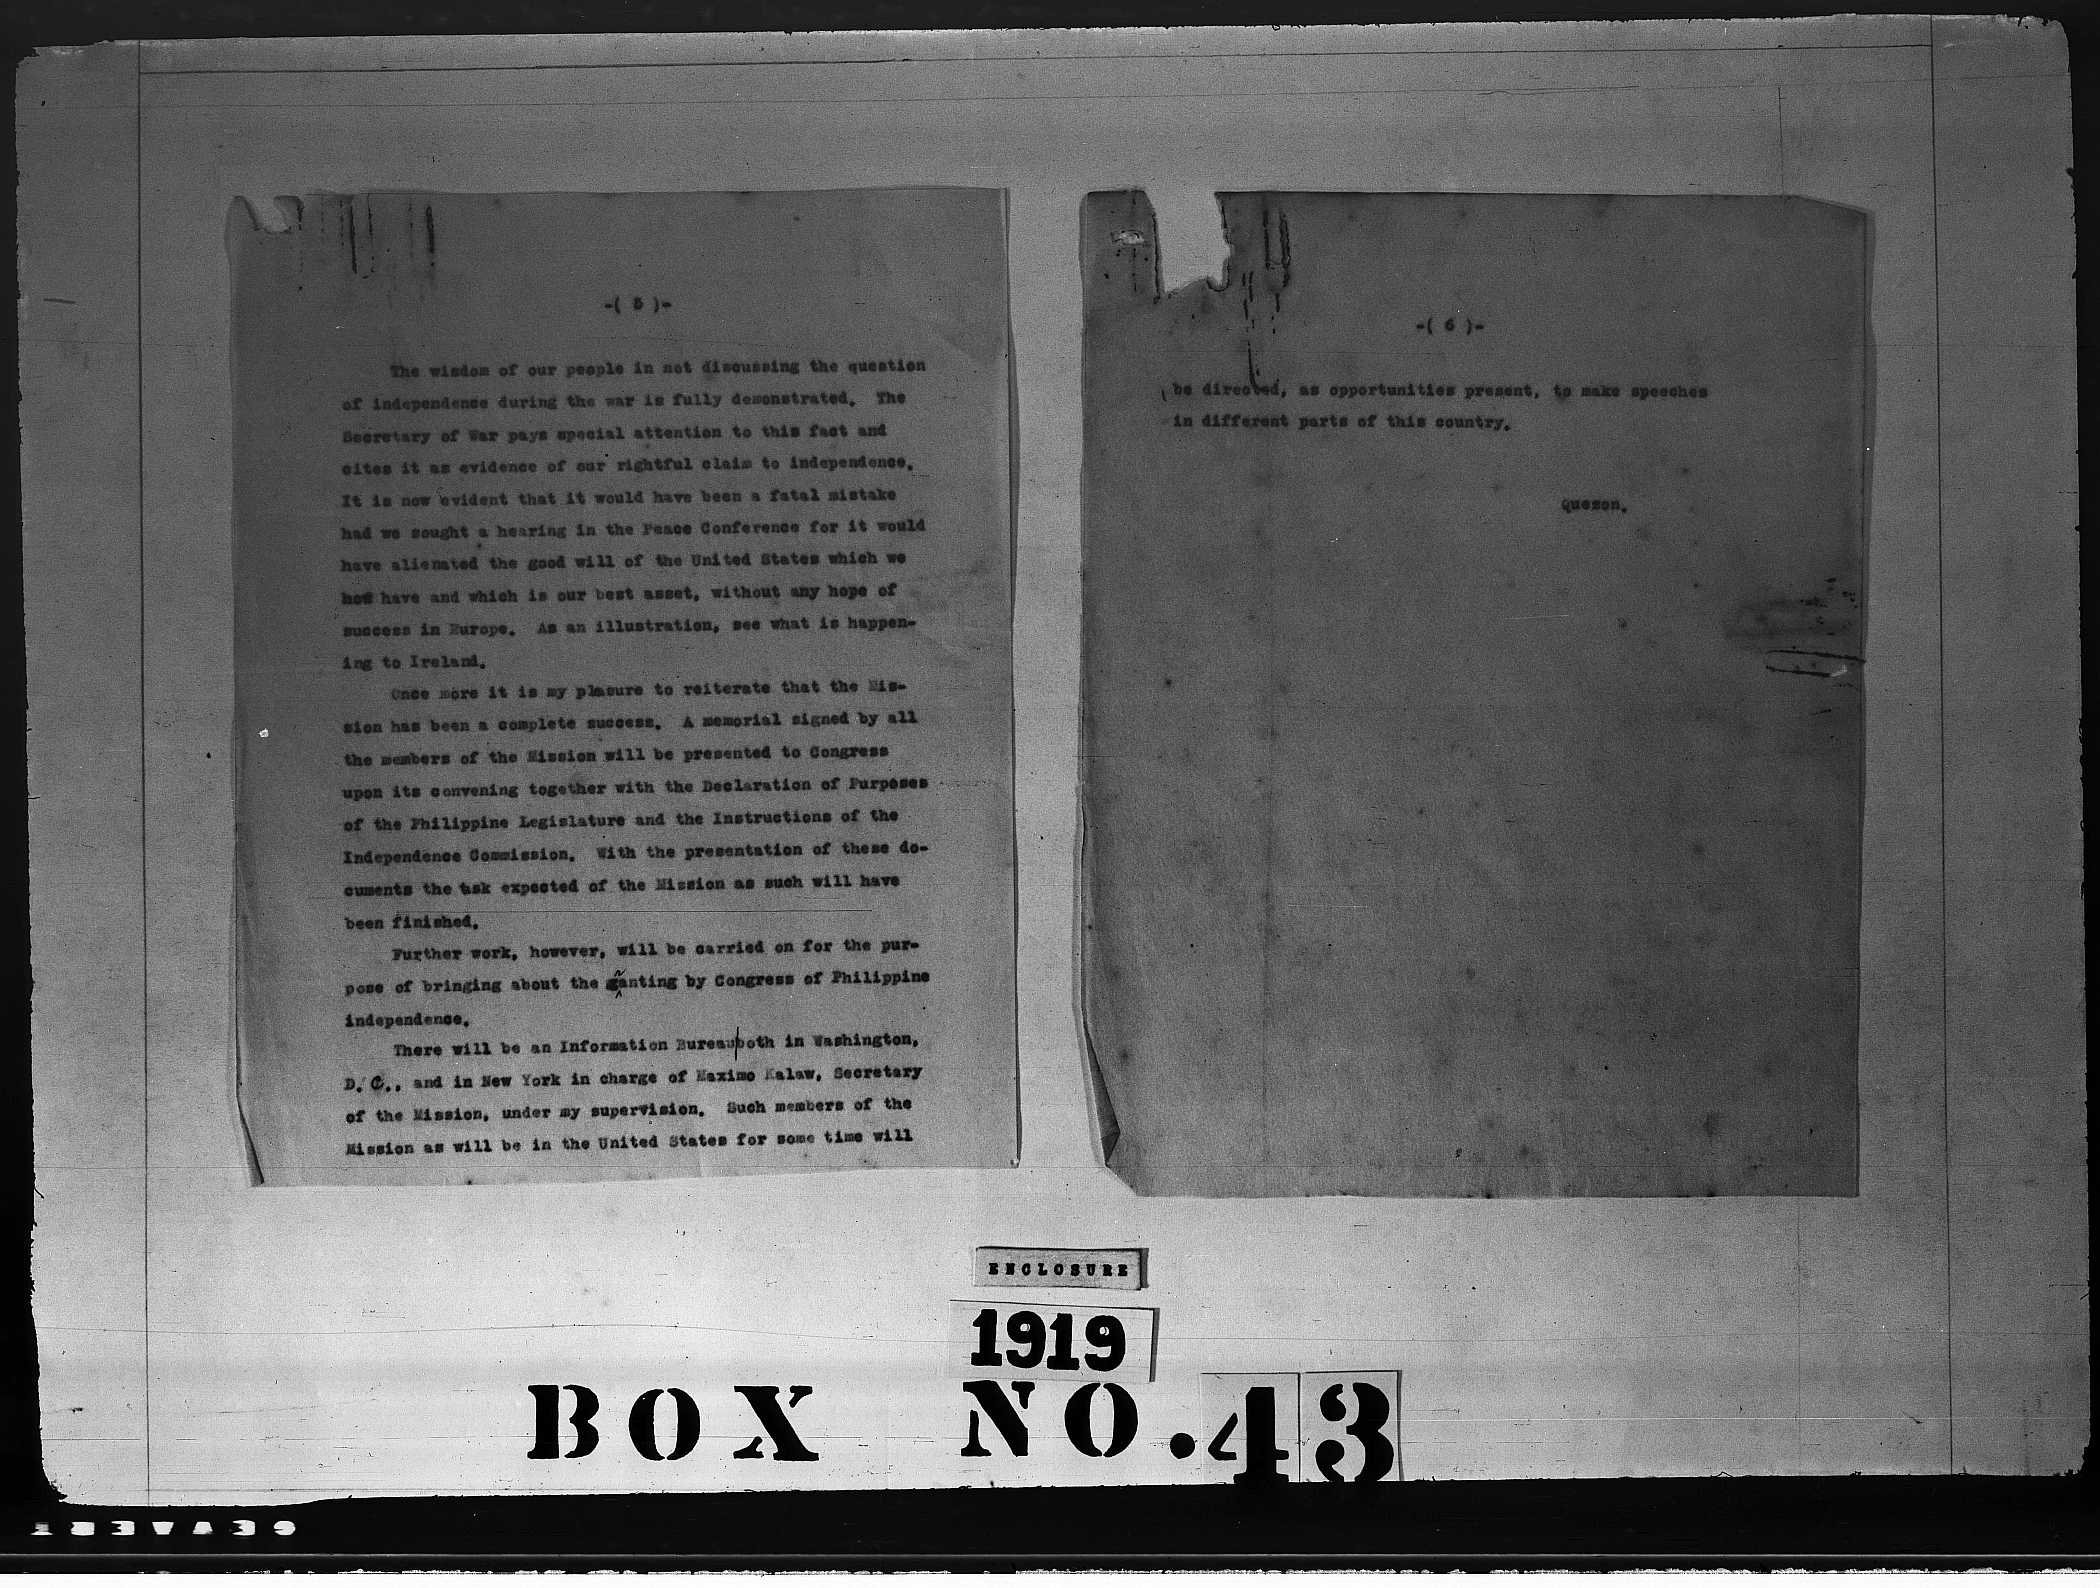 -( 5 )-
The wisdom of our people in not discussing the question
of independence during the war is fully demonstrated. The
Secretary of War pays special attention to this fact and
cites it as evidence of our rightful claim to independence.
It is now evident that it would have been a fatal mistake
had we sought a hearing in the Peace Conference for it would
have alienated the good will of the United States which we
now have and which is our best asset, without any hope of
success in Europe. As an illustration, see what is happen-
ing to Ireland.
Once more it is my plasure to reiterate that the Mis-
sion has been a complete success. A memorial signed by all
the members of the Mission will be presented to Congress
upon its convening together with the Declaration of Purposes
of the Philippine Legislature and the Instructions of the
Independence Commission. With the presentation of these do-
cuments the task expected of the Mission as such will have
been finished.
Further work, however, will be carried on for the pur-
pose of bringing about the granting by Congress of Philippine
independence.
There will be an Information Bureau both in Washington,
D. C., and in New York in charge of Maximo Kalaw, Secretary
of the Mission, under my supervision. Such members of the
Mission as will be in the United States for some time will
-( 6 )-
be directed, as opportunities present, to make speeches
in different parts of this country.
Quezon.
ENCLOSURE
1919
BOX NO. 43